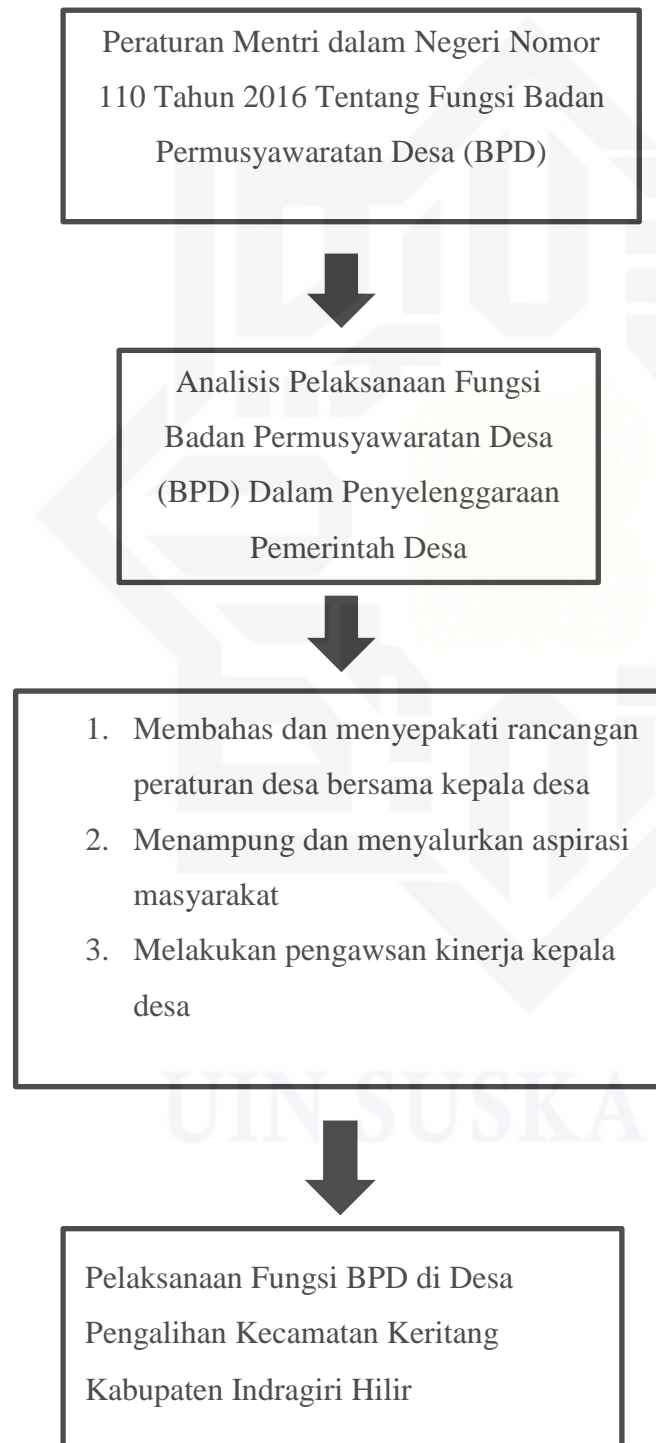 Peraturan Mentri dalam Negeri Nomor
110 Tahun 2016 Tentang Fungsi Badan
Permusyawaratan Desa (BPD)
Analisis Pelaksanaan Fungsi
Badan Permusyawaratan Desa
(BPD) Dalam Penyelenggaraan
Pemerintah Desa
1. Membahas dan menyepakati rancangan
peraturan desa bersama kepala desa
2. Menampung dan menyalurkan aspirasi
masyarakat
3. Melakukan pengawsan kinerja kepala
desa
UIN SUSKA
Pelaksanaan Fungsi BPD di Desa
Pengalihan Kecamatan Keritang
Kabupaten Indragiri Hilir